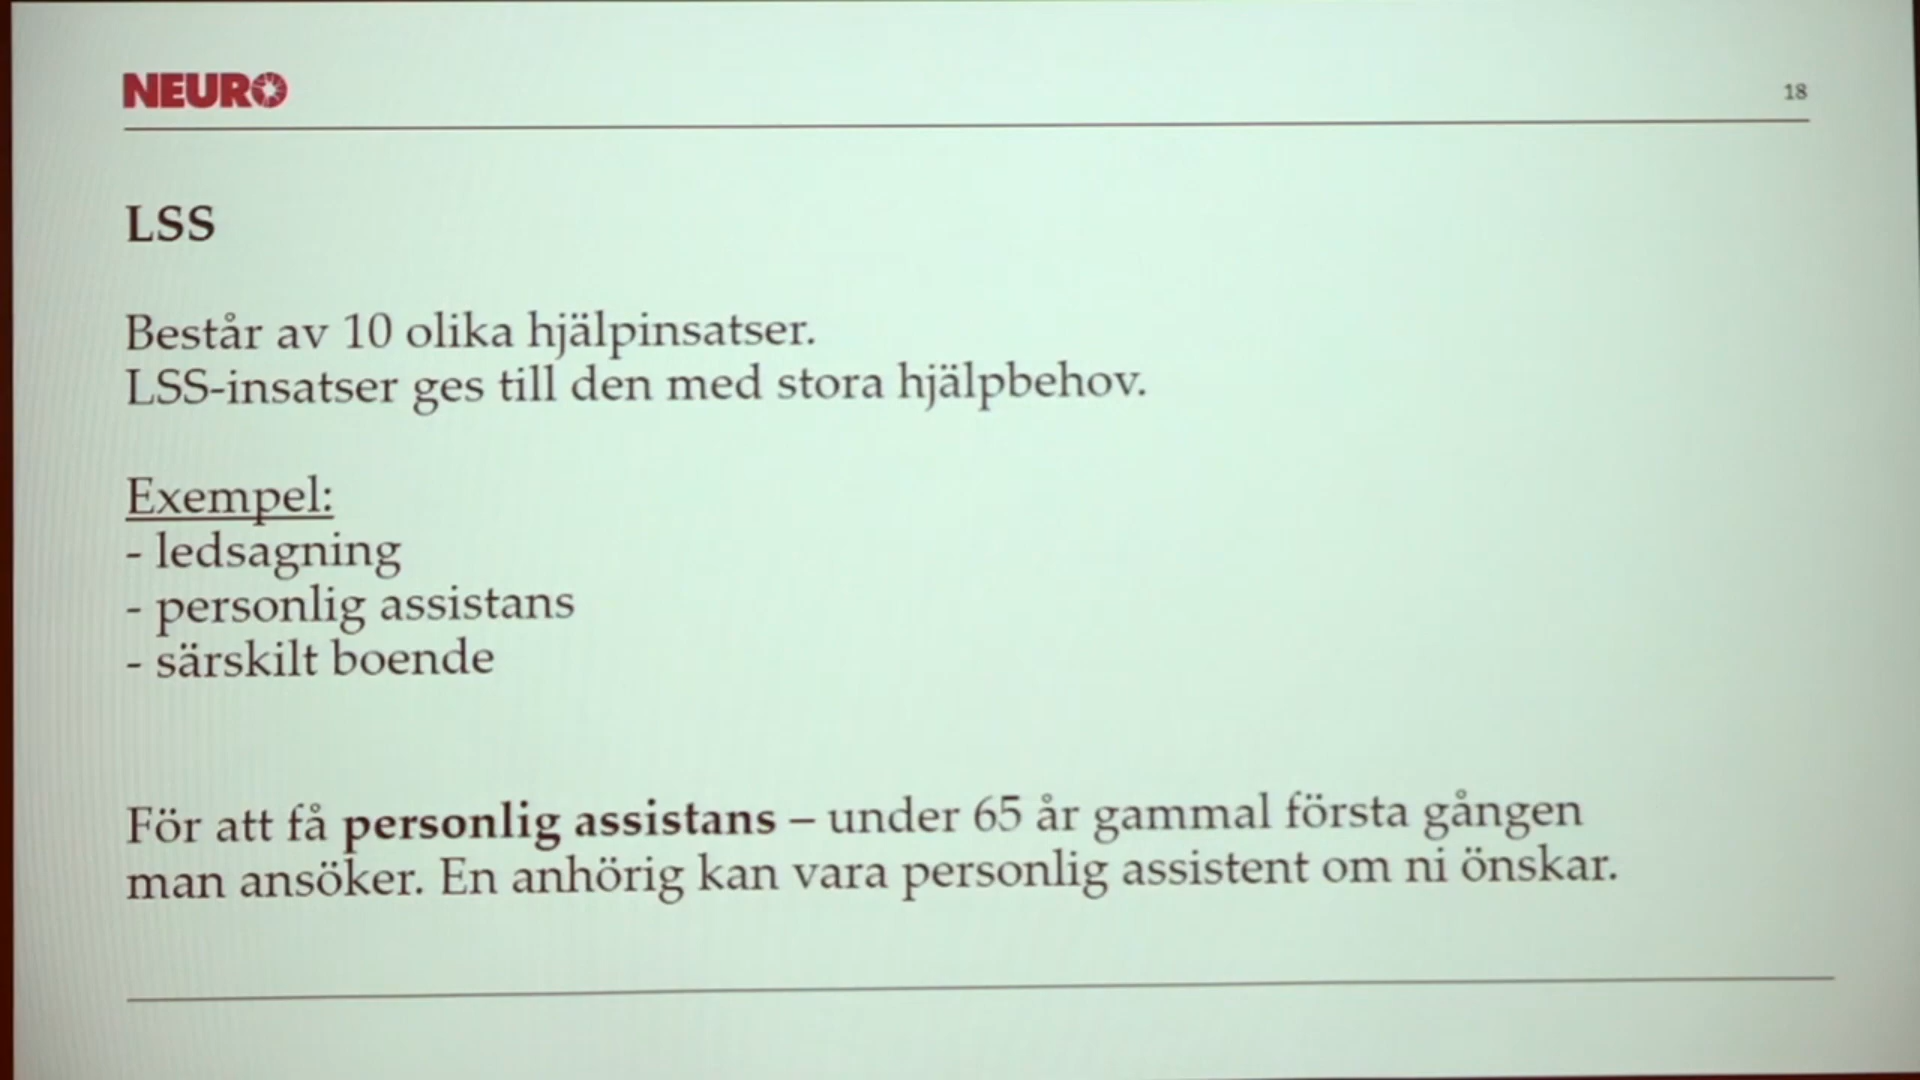 NEURO
18
LSS
Består av 10 olika hjälpinsatser.
LSS-insatser ges till den med stora hjälpbehov.
Exempel:
- ledsagning
- personlig assistans
- särskilt boende
För att få personlig assistans – under 65 år gammal första gången
man ansöker. En anhörig kan vara personlig assistent om ni önskar.